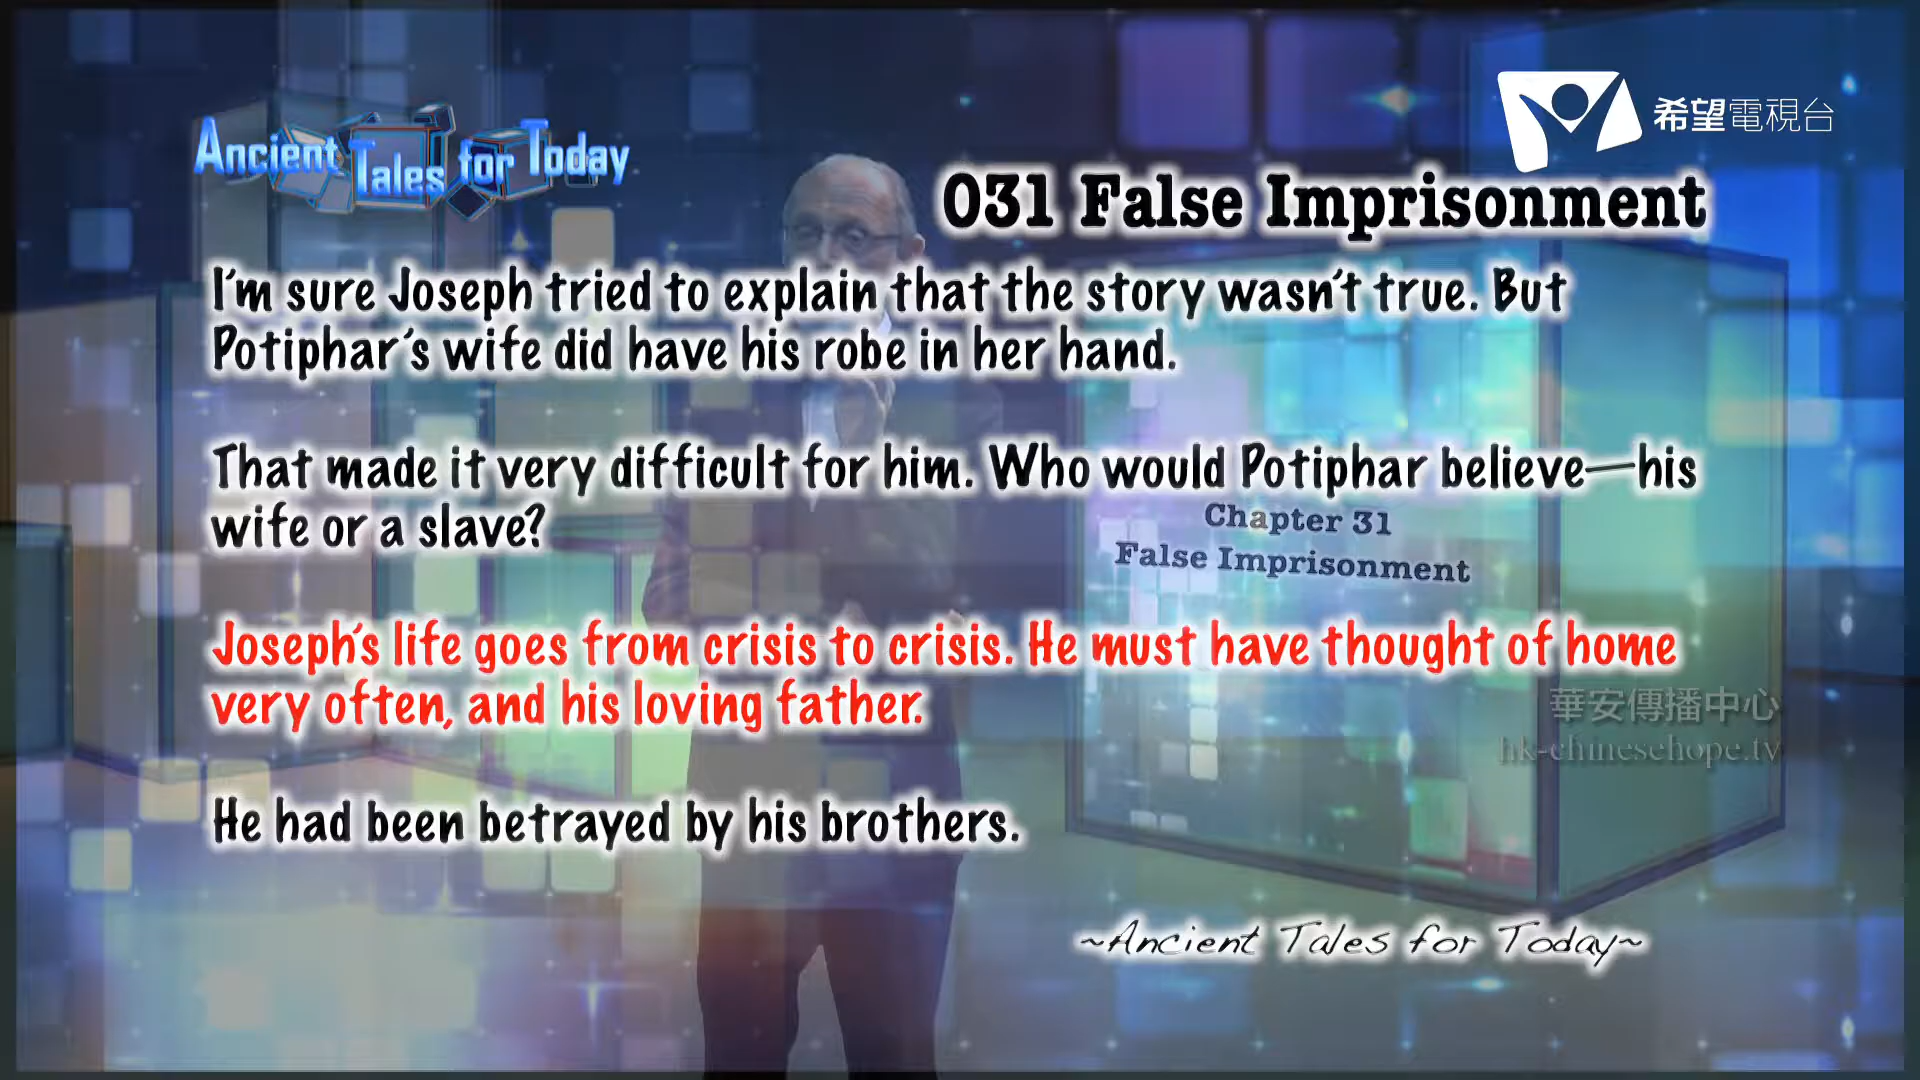 Ancient Tales for Today
希望電視台
031 False Imprisonment
I'm sure Joseph tried to explain that the story wasn't true. But
Potiphar's wife did have his robe in her hand.
That made it very difficult for him. Who would Potiphar believe—his
wife or a slave?
Chapter 31
False Imprisonment
Joseph's life goes from crisis to crisis. He must have thought of home
very often, and his loving father.
華安傳播中心
hk-chinesehope.tv
He had been betrayed by his brothers.
~Ancient Tales for Today~